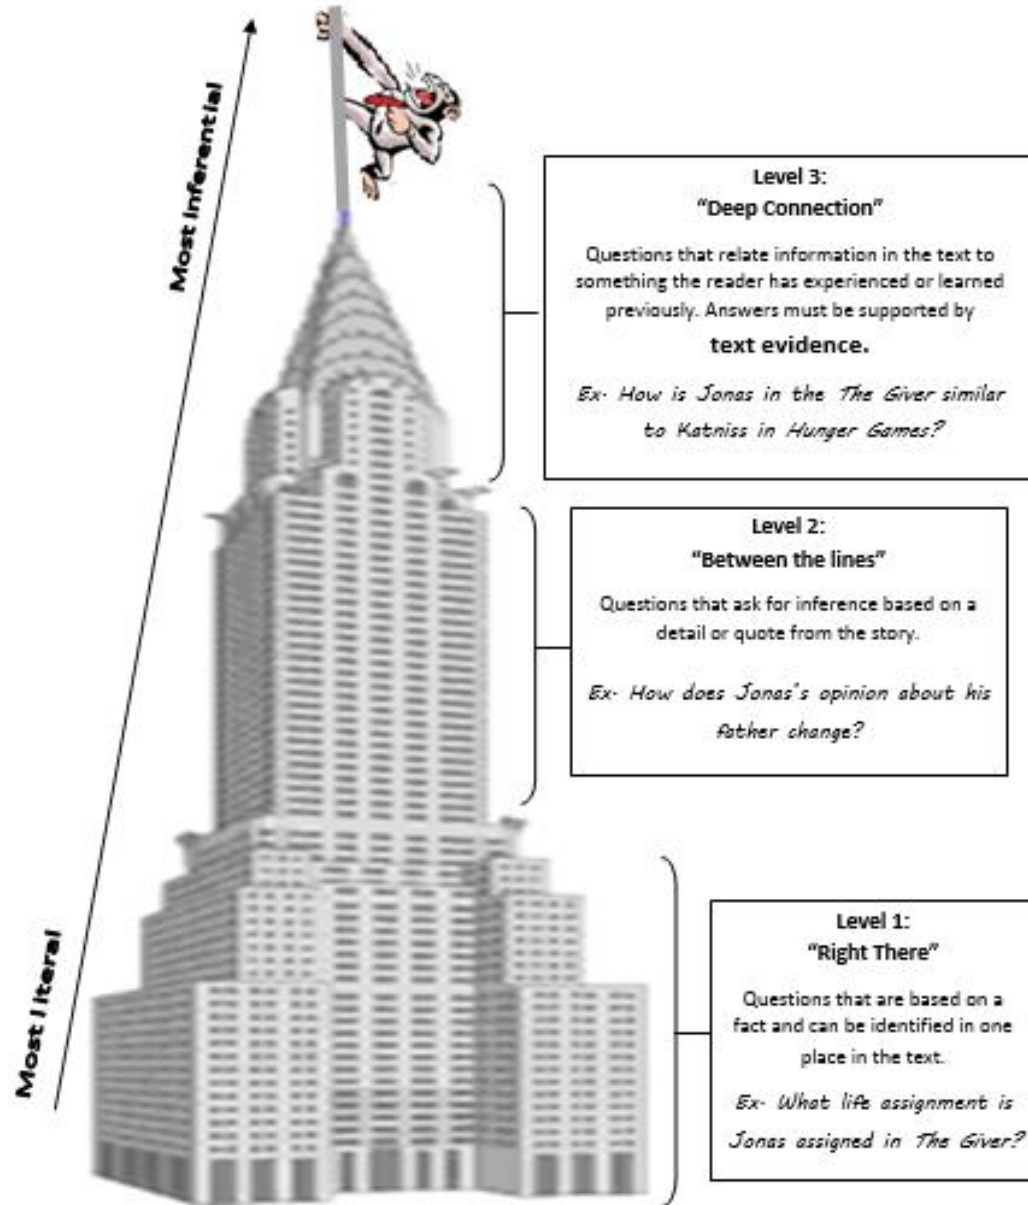 Most Inferential
Level 3:
"Deep Connection"
Questions that relate information in the text to
something the reader has experienced or learned
previously. Answers must be supported by
text evidence.
Ex- How is Jonas in the The Giver similar
to Katniss in Hunger Games?
Level 2:
"Between the lines"
Questions that ask for inference based on a
detail or quote from the story.
Ex- How does Jonas's opinion about his
father change?
Most Literal
Level 1:
"Right There"
Questions that are based on a
fact and can be identified in one
place in the text.
Ex- What life assignment is
Jonas assigned in The Giver?